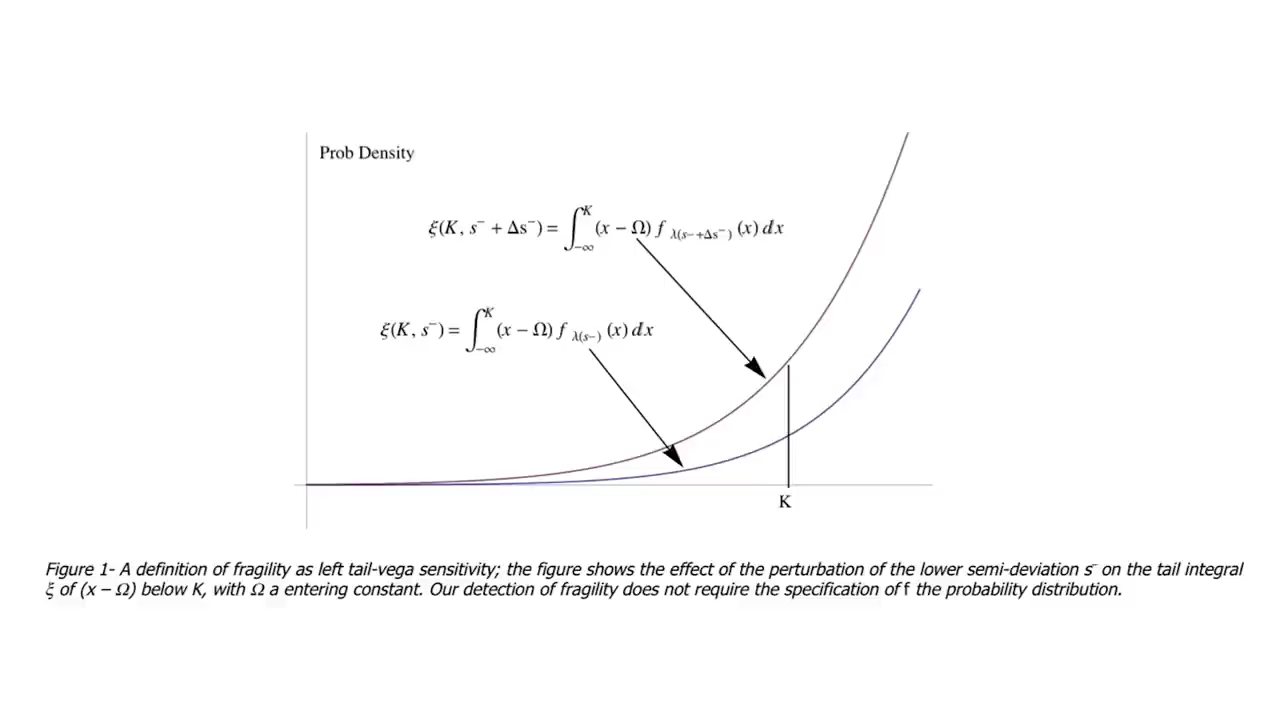 Prob Density
ξ(K, s⁻ + Δs⁻) = ∫_{-∞}^{K} (x − Ω) f_{λ(s−+Δs⁻)} (x) dx
ξ(K, s⁻) = ∫_{-∞}^{K} (x − Ω) f_{λ(s−)} (x) dx
K
Figure 1- A definition of fragility as left tail-vega sensitivity; the figure shows the effect of the perturbation of the lower semi-deviation s⁻ on the tail integral
ξ of (x – Ω) below K, with Ω a entering constant. Our detection of fragility does not require the specification of f the probability distribution.